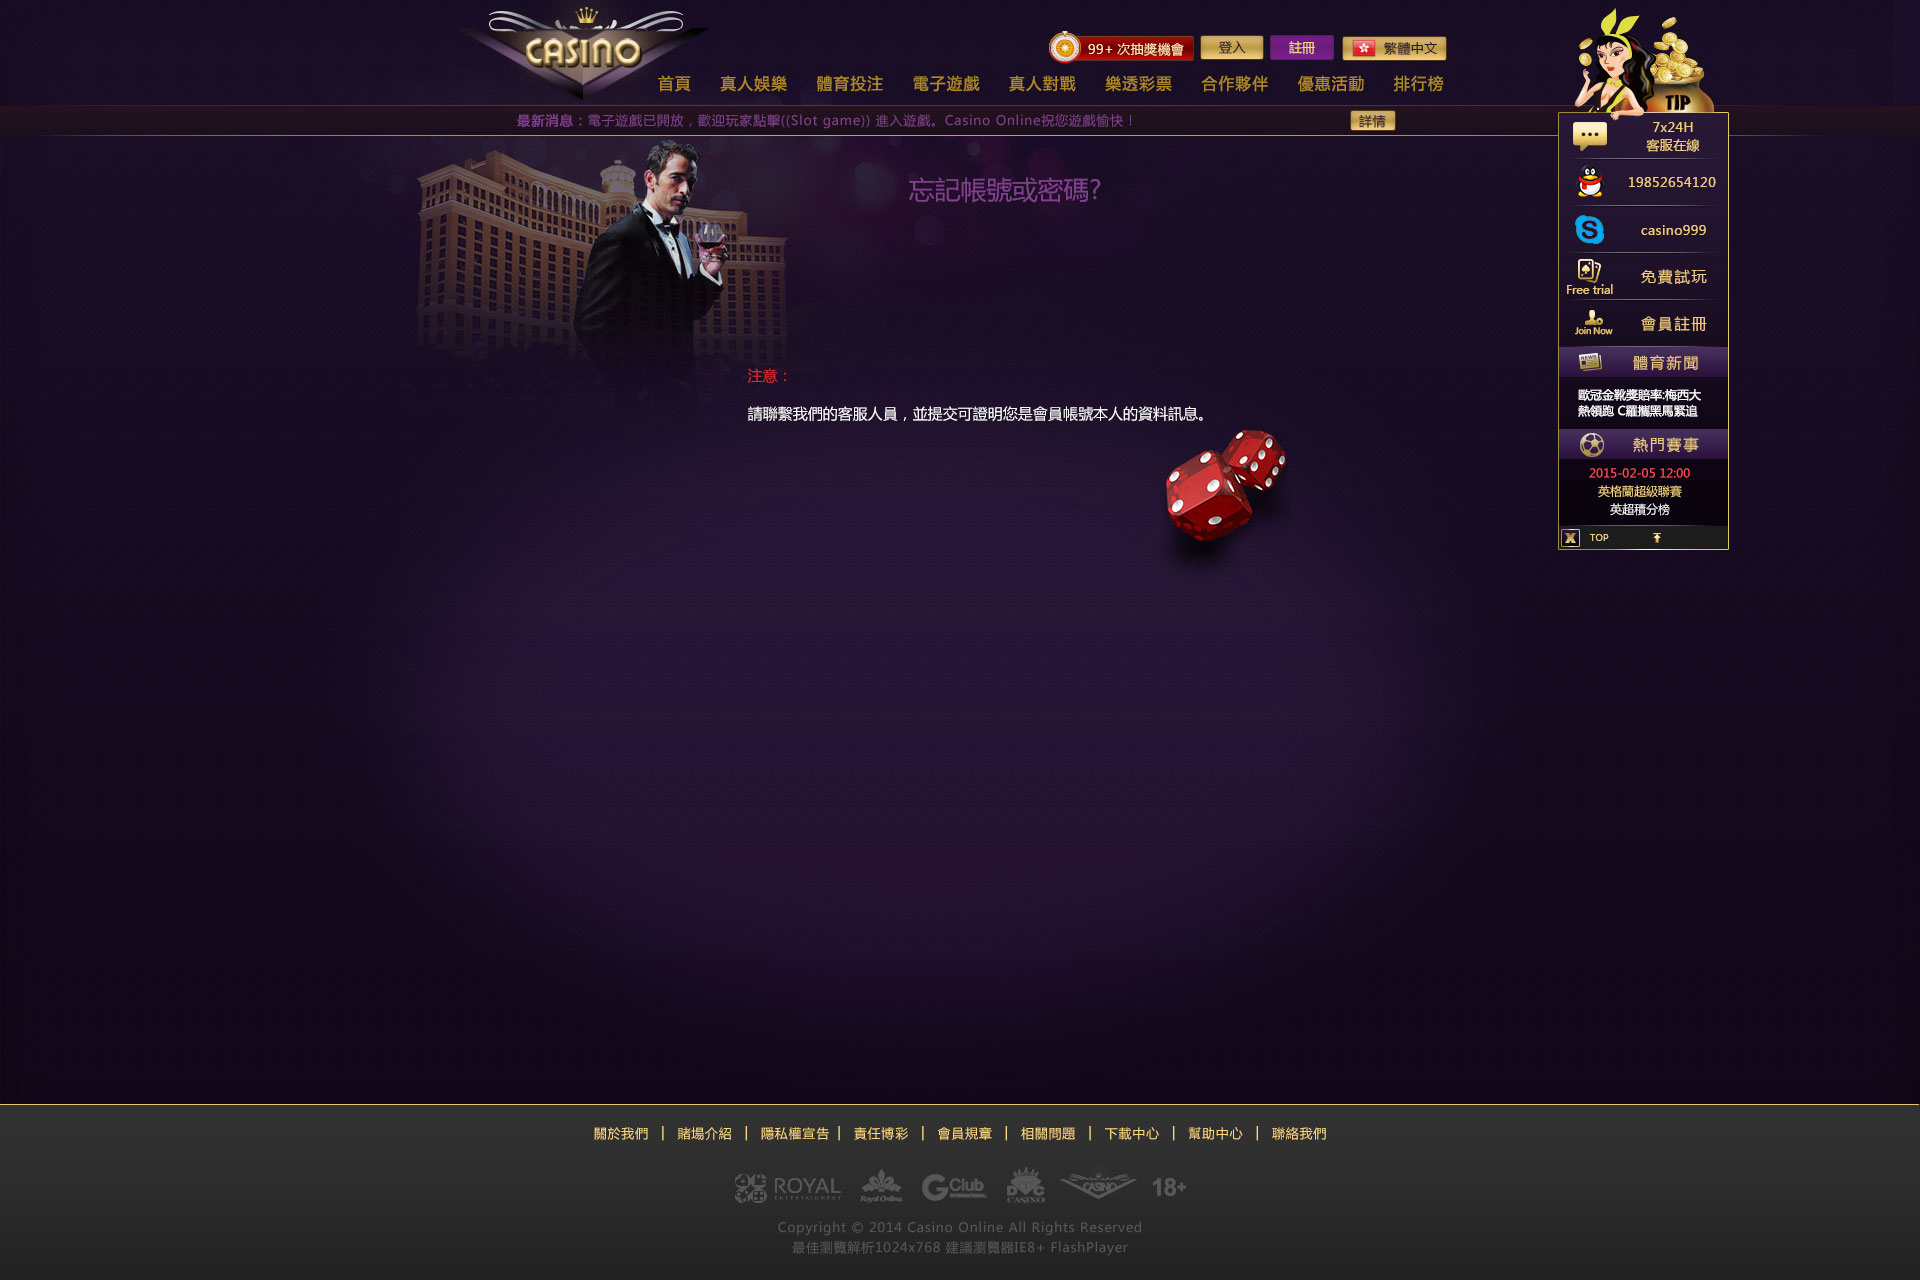 CASINO
99+ 次抽獎機會
登入
註冊
繁體中文
首頁
真人娛樂
體育投注
電子遊戲
真人對戰
樂透彩票
合作夥伴
優惠活動
排行榜
最新消息：電子遊戲已開放，歡迎玩家點擊((Slot game)) 進入遊戲。Casino Online祝您遊戲愉快！
詳情
忘記帳號或密碼?
注意：
請聯繫我們的客服人員，並提交可證明您是會員帳號本人的資料訊息。
TIP
7x24H
客服在線
19852654120
casino999
Free trial
免費試玩
Join Now
會員註冊
NEWS
體育新聞
歐冠金靴獎賠率:梅西大
熱領跑 C羅攜黑馬緊追
熱門賽事
2015-02-05 12:00
英格蘭超級聯賽
英超積分榜
X TOP
關於我們 | 賭場介紹 | 隱私權宣告 | 責任博彩 | 會員規章 | 相關問題 | 下載中心 | 幫助中心 | 聯絡我們
ROYAL
ENTERTAINMENT
Royal Online
GClub
INTERNATIONAL
CASINO
CASINO
18+
Copyright © 2014 Casino Online All Rights Reserved
最佳瀏覽解析1024x768 建議瀏覽器IE8+ FlashPlayer